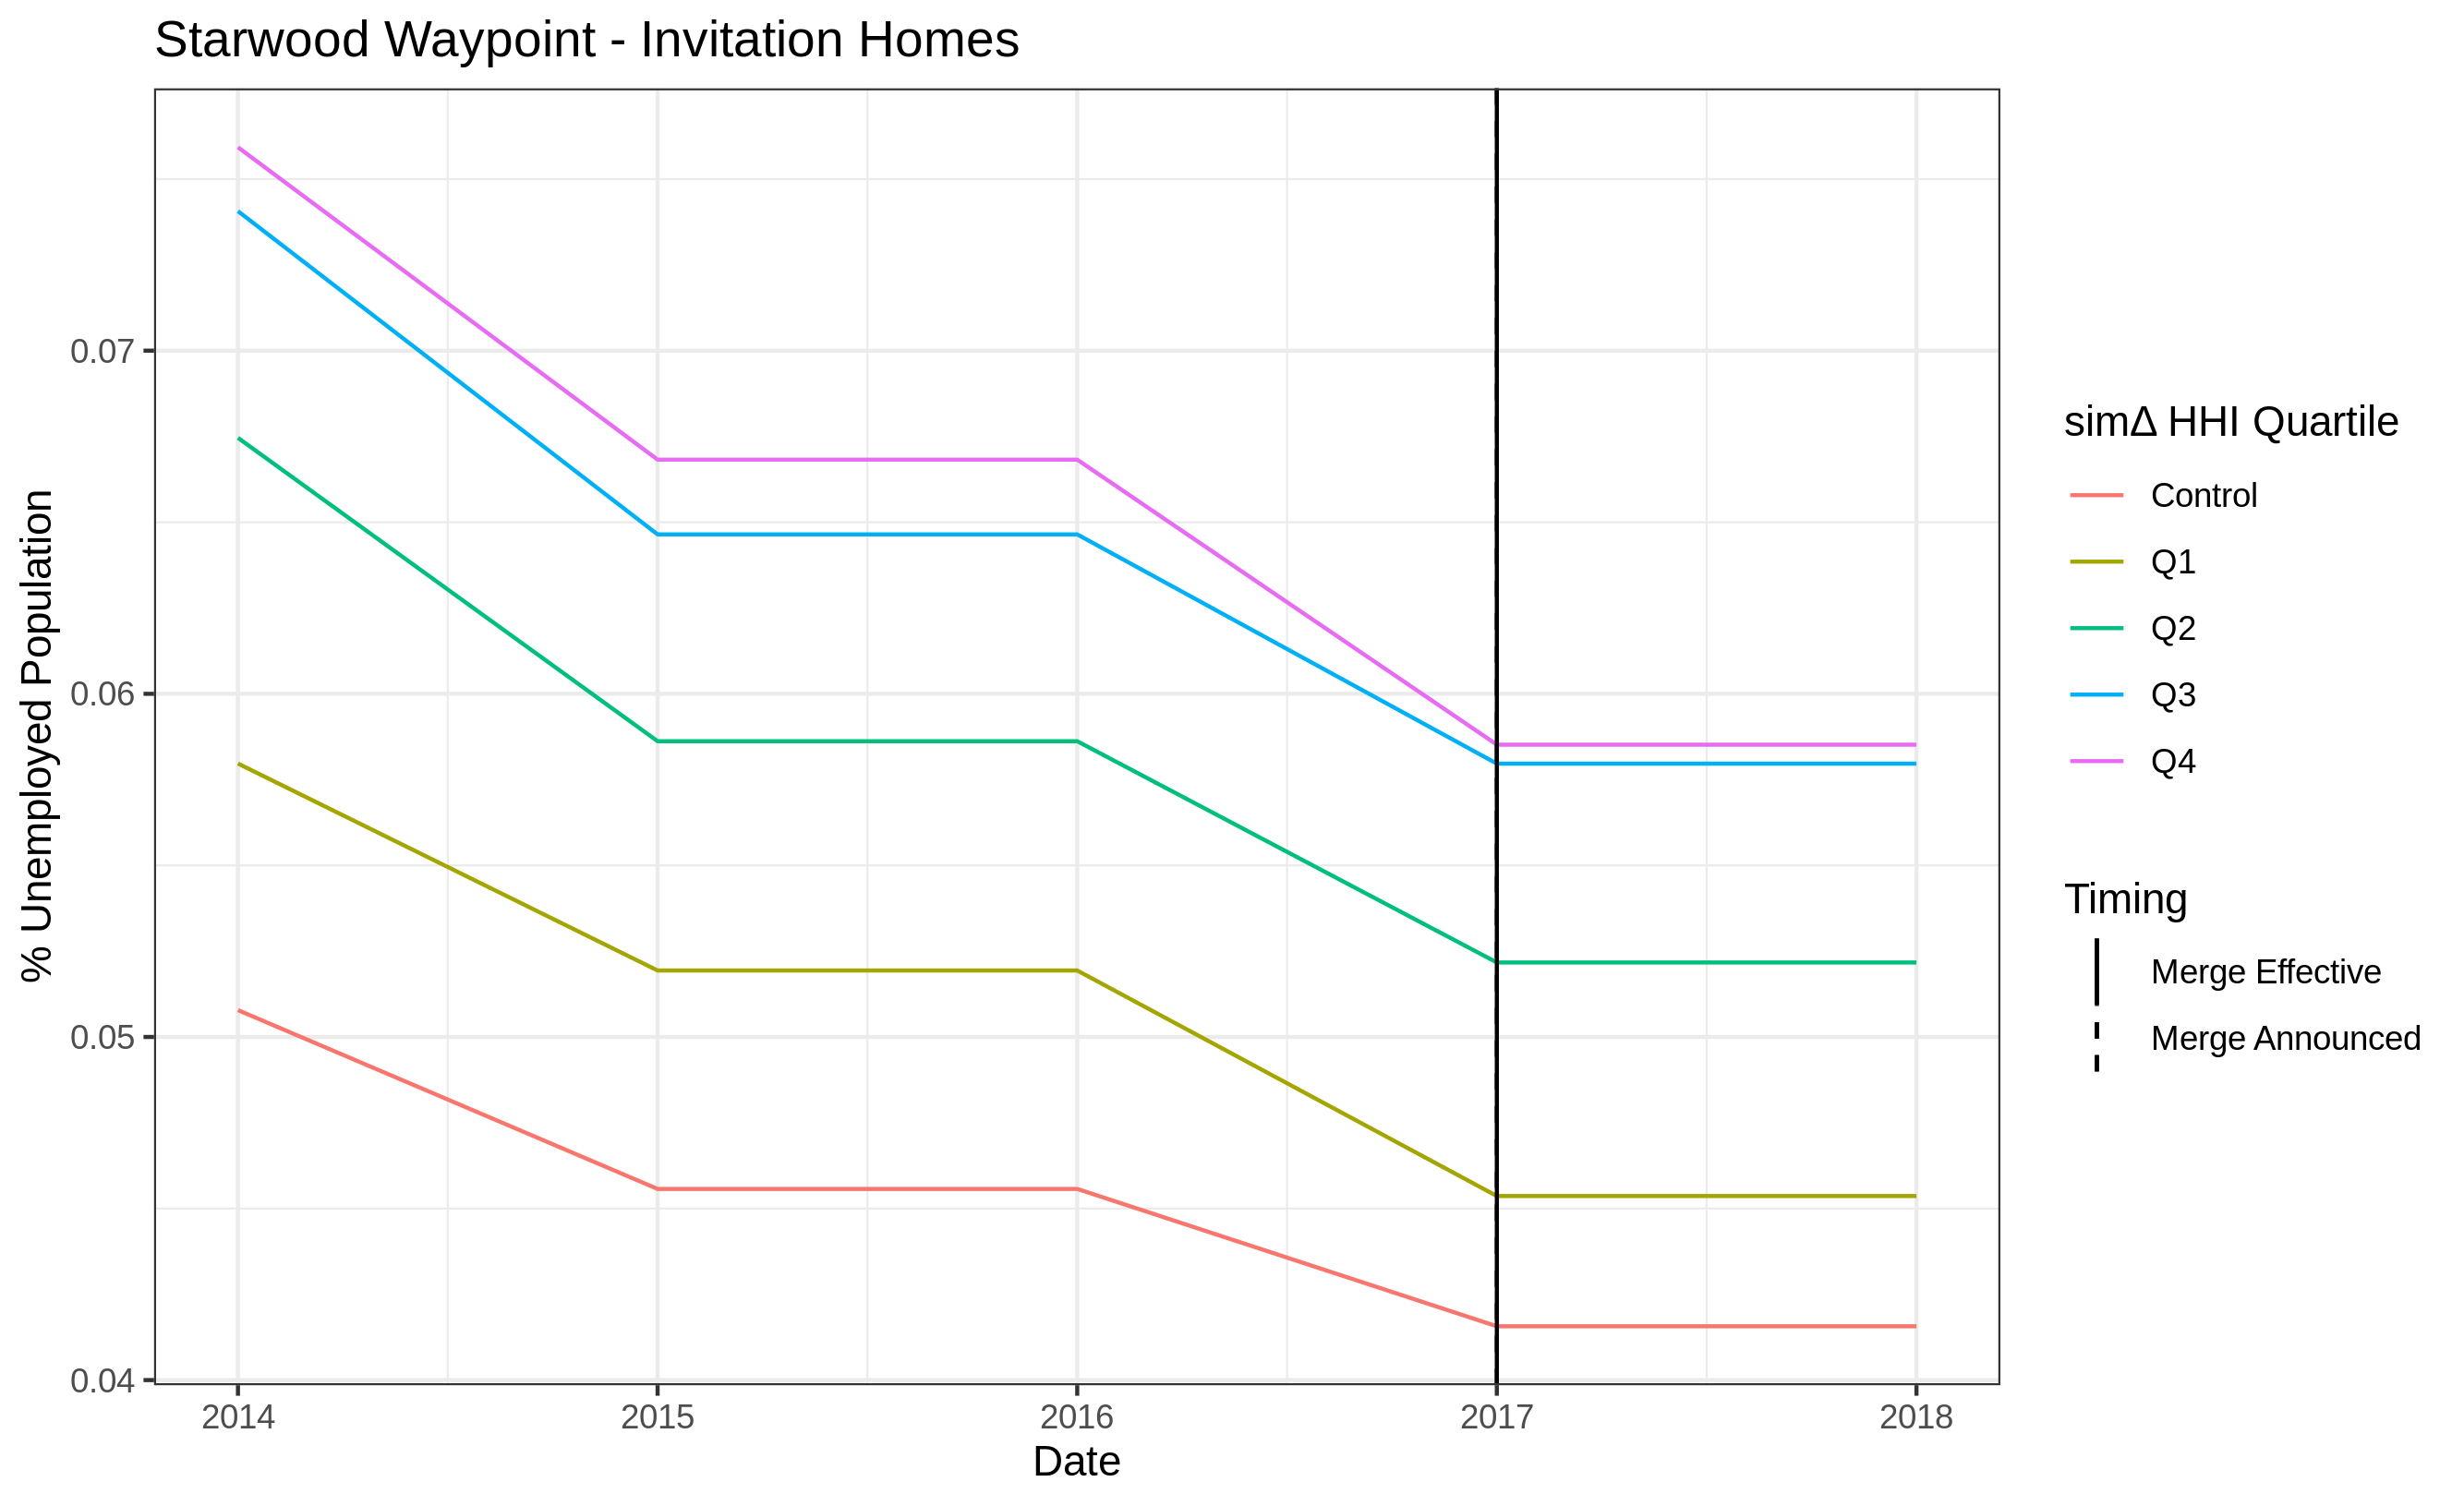 Starwood Waypoint - Invitation Homes
% Unemployed Population
0.07
0.06
0.05
0.04
2014 2015 2016 2017 2018
Date
simΔ HHI Quartile
Control
Q1
Q2
Q3
Q4
Timing
Merge Effective
Merge Announced